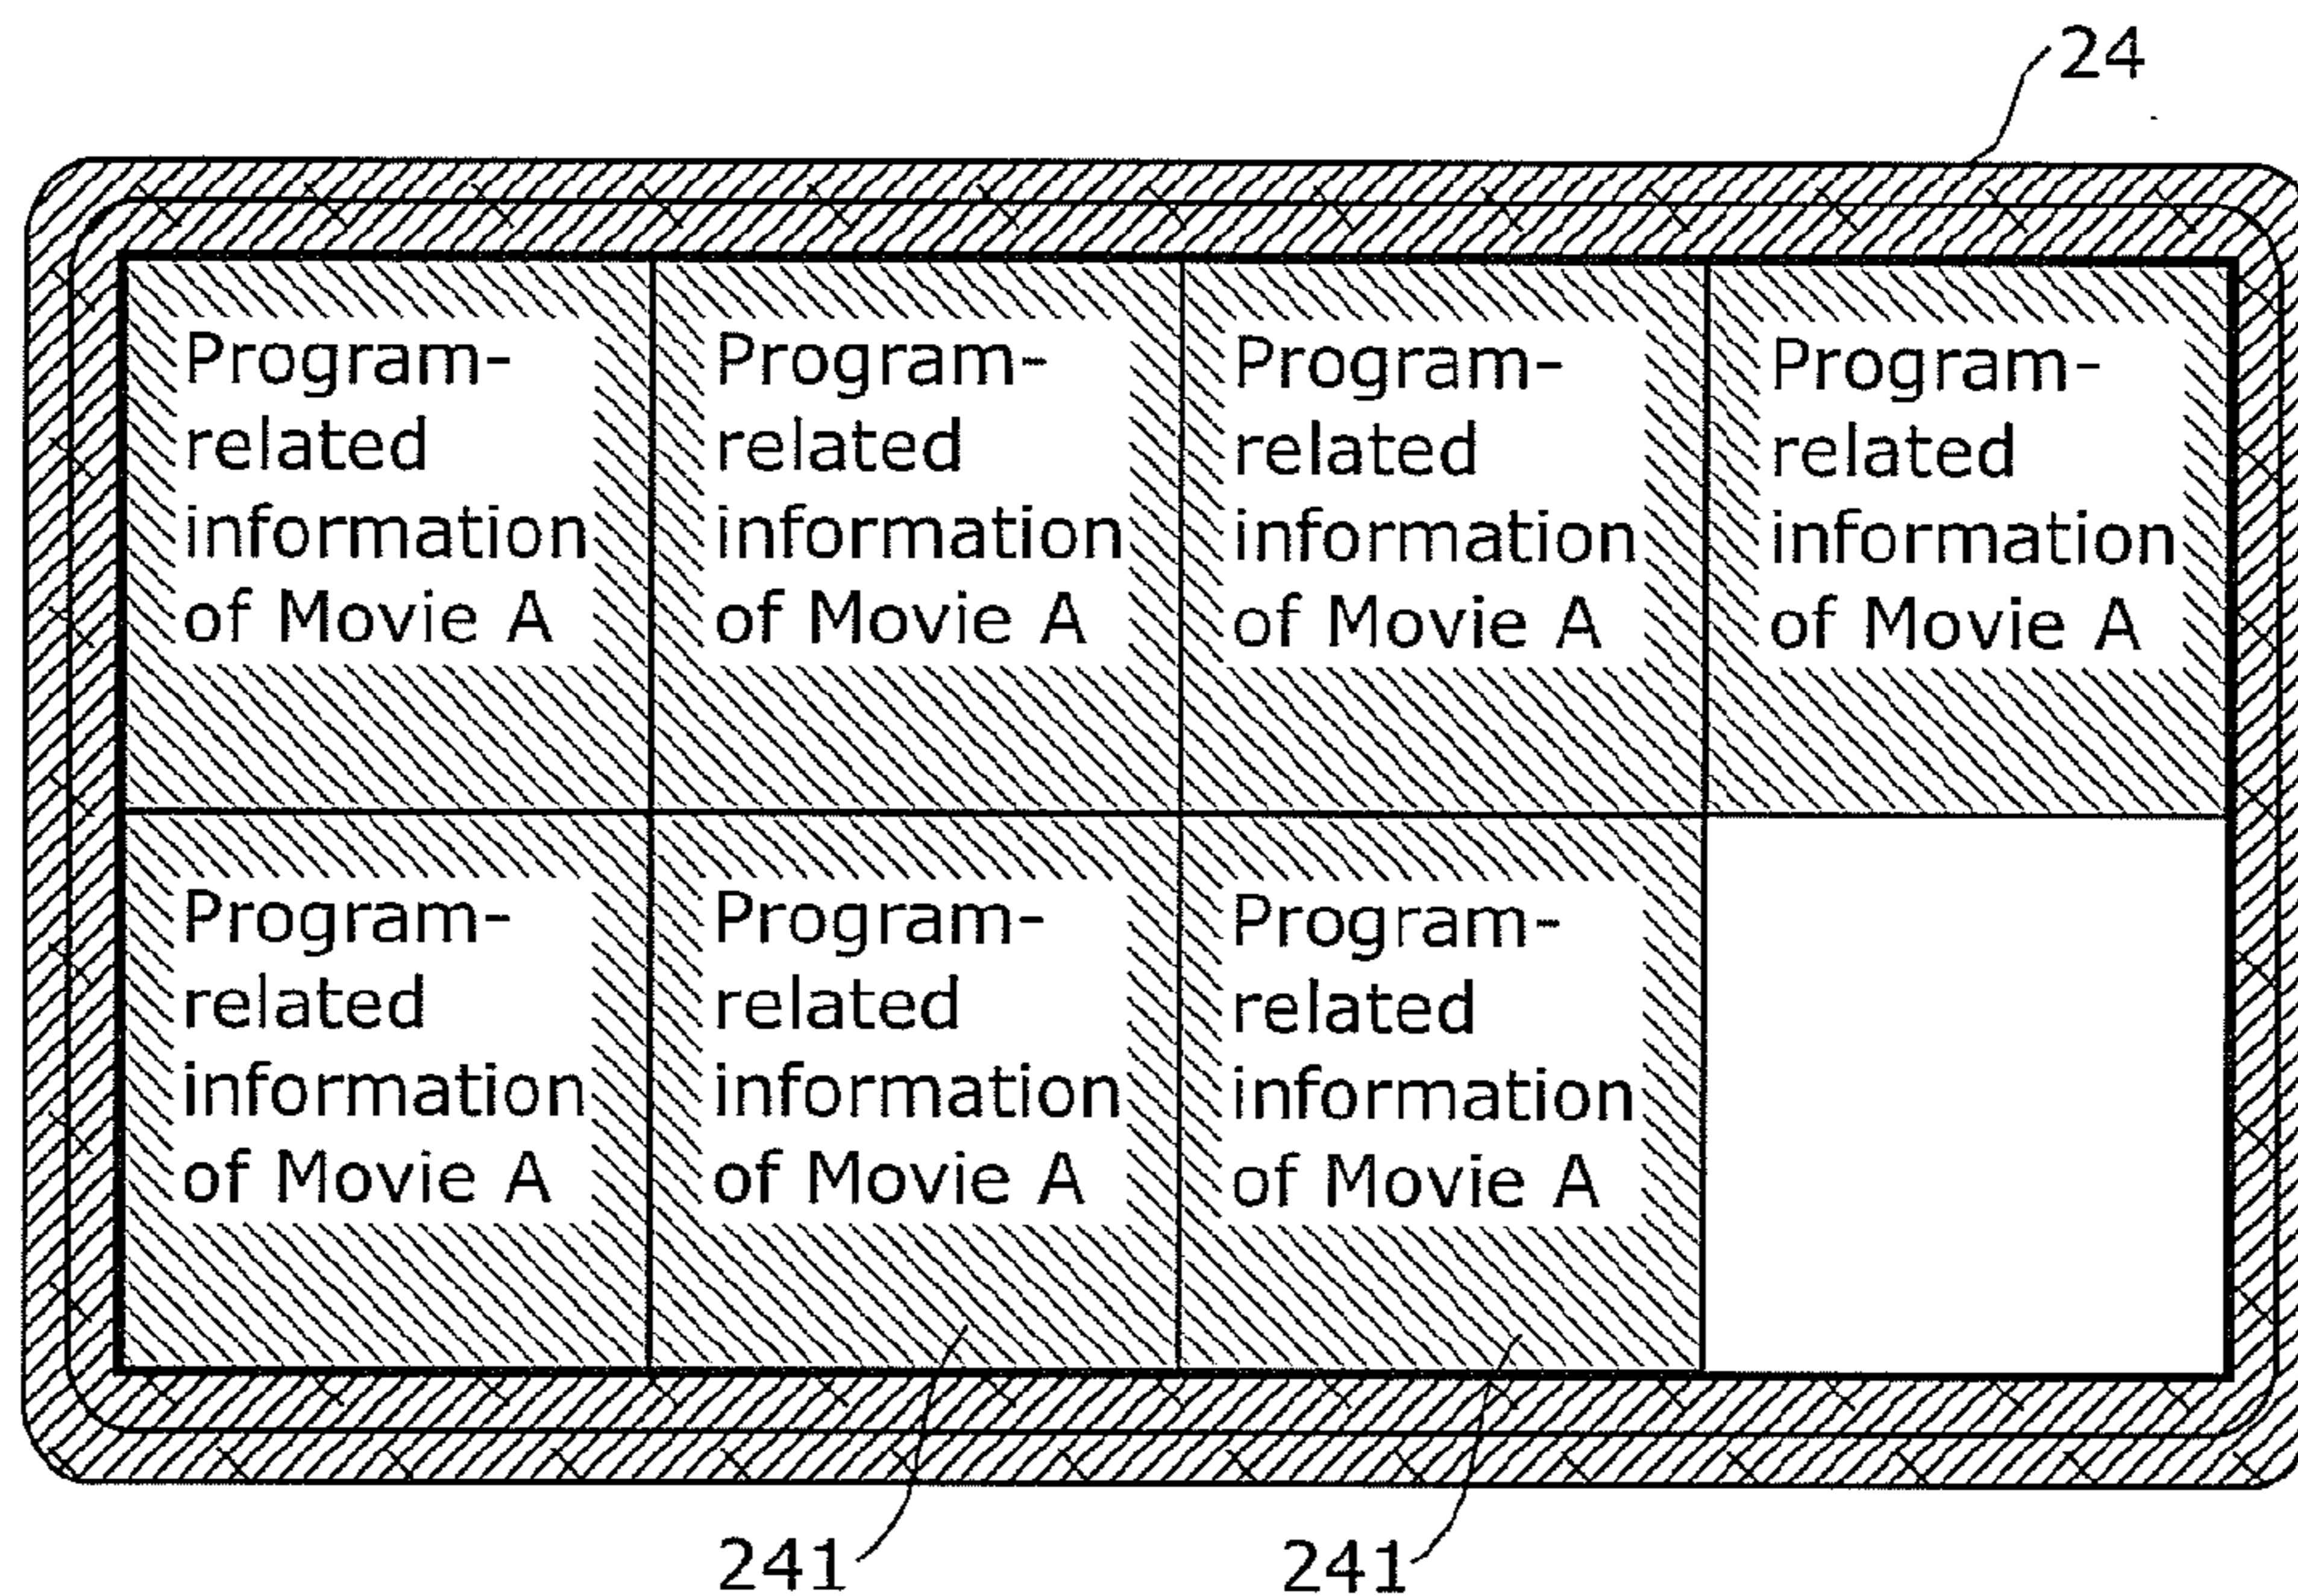 24
Program-
related
information
of Movie A
Program-
related
information
of Movie A
Program-
related
information
of Movie A
Program-
related
information
of Movie A
Program-
related
information
of Movie A
Program-
related
information
of Movie A
Program-
related
information
of Movie A
241
241